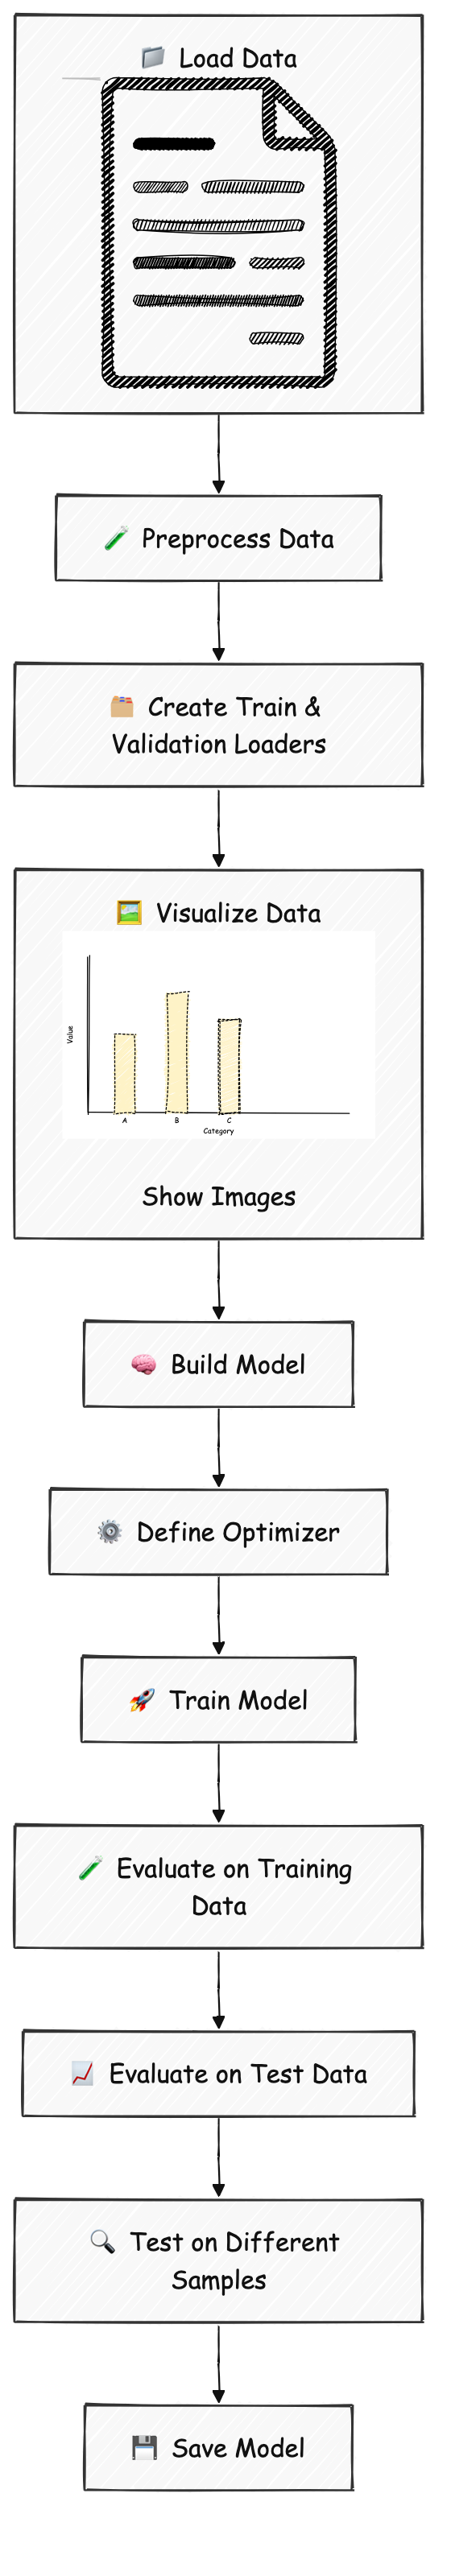 Load Data
Preprocess Data
Create Train &
Validation Loaders
Visualize Data
Value
A B C
Category
Show Images
Build Model
Define Optimizer
Train Model
Evaluate on Training
Data
Evaluate on Test Data
Test on Different
Samples
Save Model